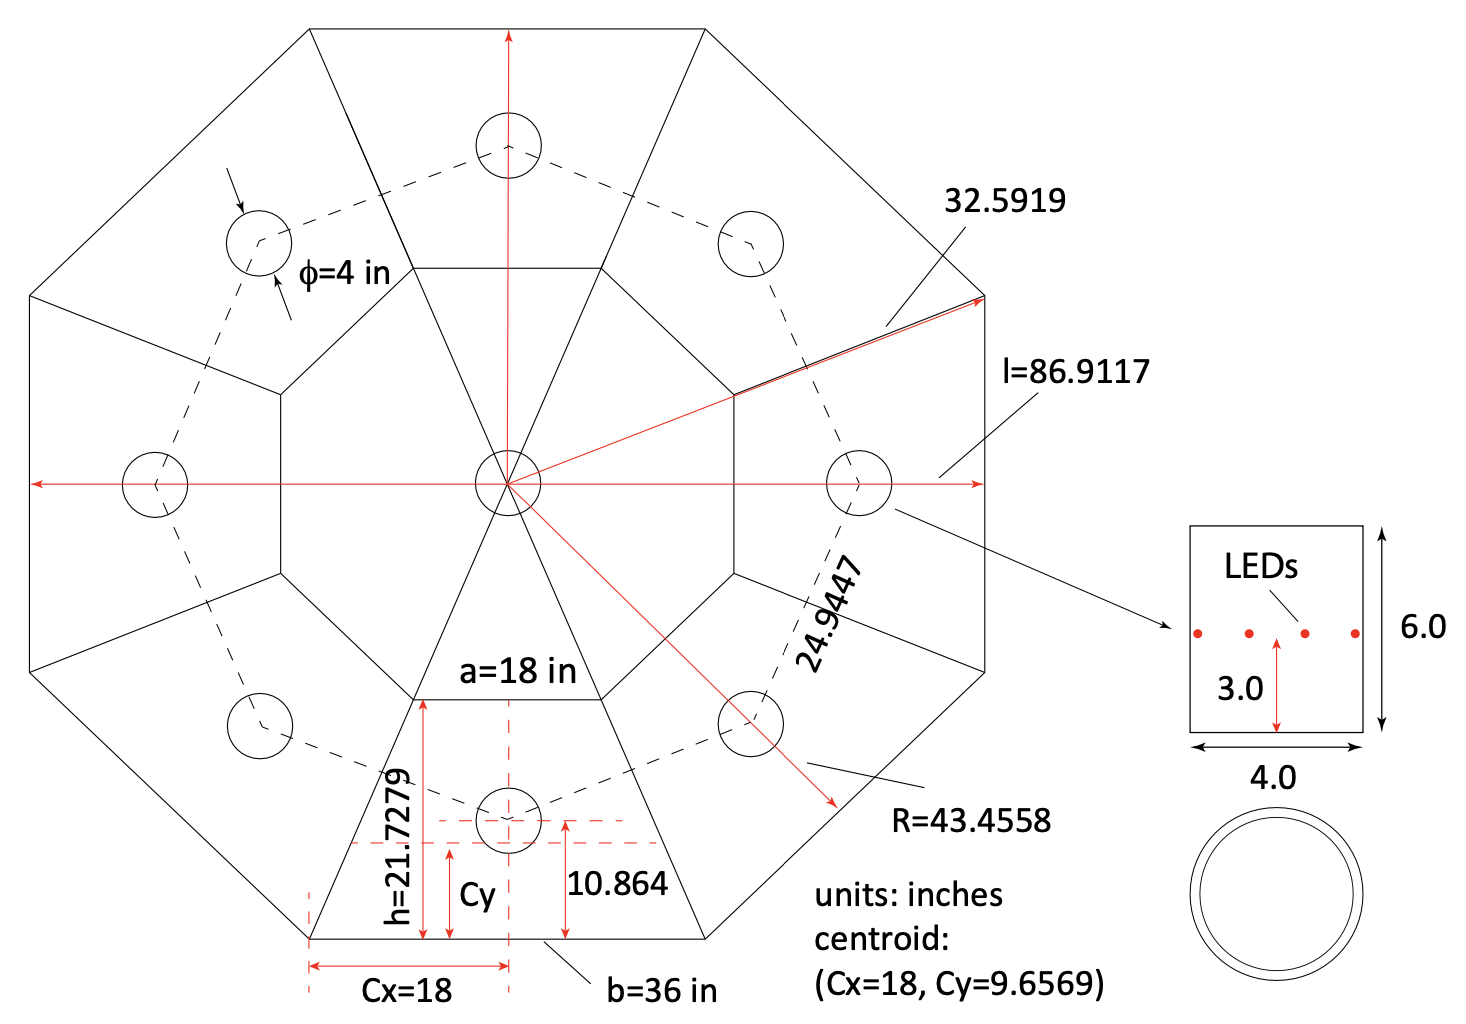 32.5919
ϕ=4 in
l=86.9117
LEDs
6.0
3.0
4.0
24.9447
a=18 in
h=21.7279
R=43.4558
Cy
10.864
units: inches
centroid:
(Cx=18, Cy=9.6569)
Cx=18
b=36 in